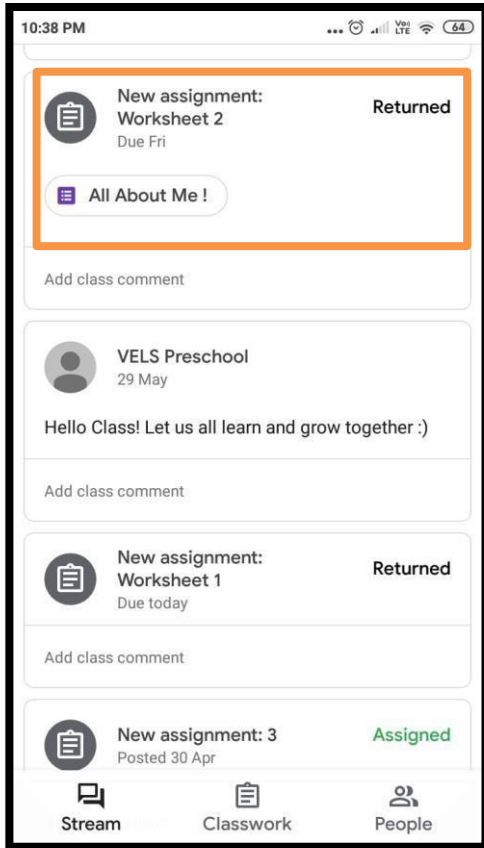 10:38 PM ... Vo) LTE 64
New assignment: Worksheet 2 Returned
Due Fri
All About Me !
Add class comment
VELS Preschool
29 May
Hello Class! Let us all learn and grow together :)
Add class comment
New assignment: Worksheet 1 Returned
Due today
Add class comment
New assignment: 3 Assigned
Posted 30 Apr
Stream Classwork People